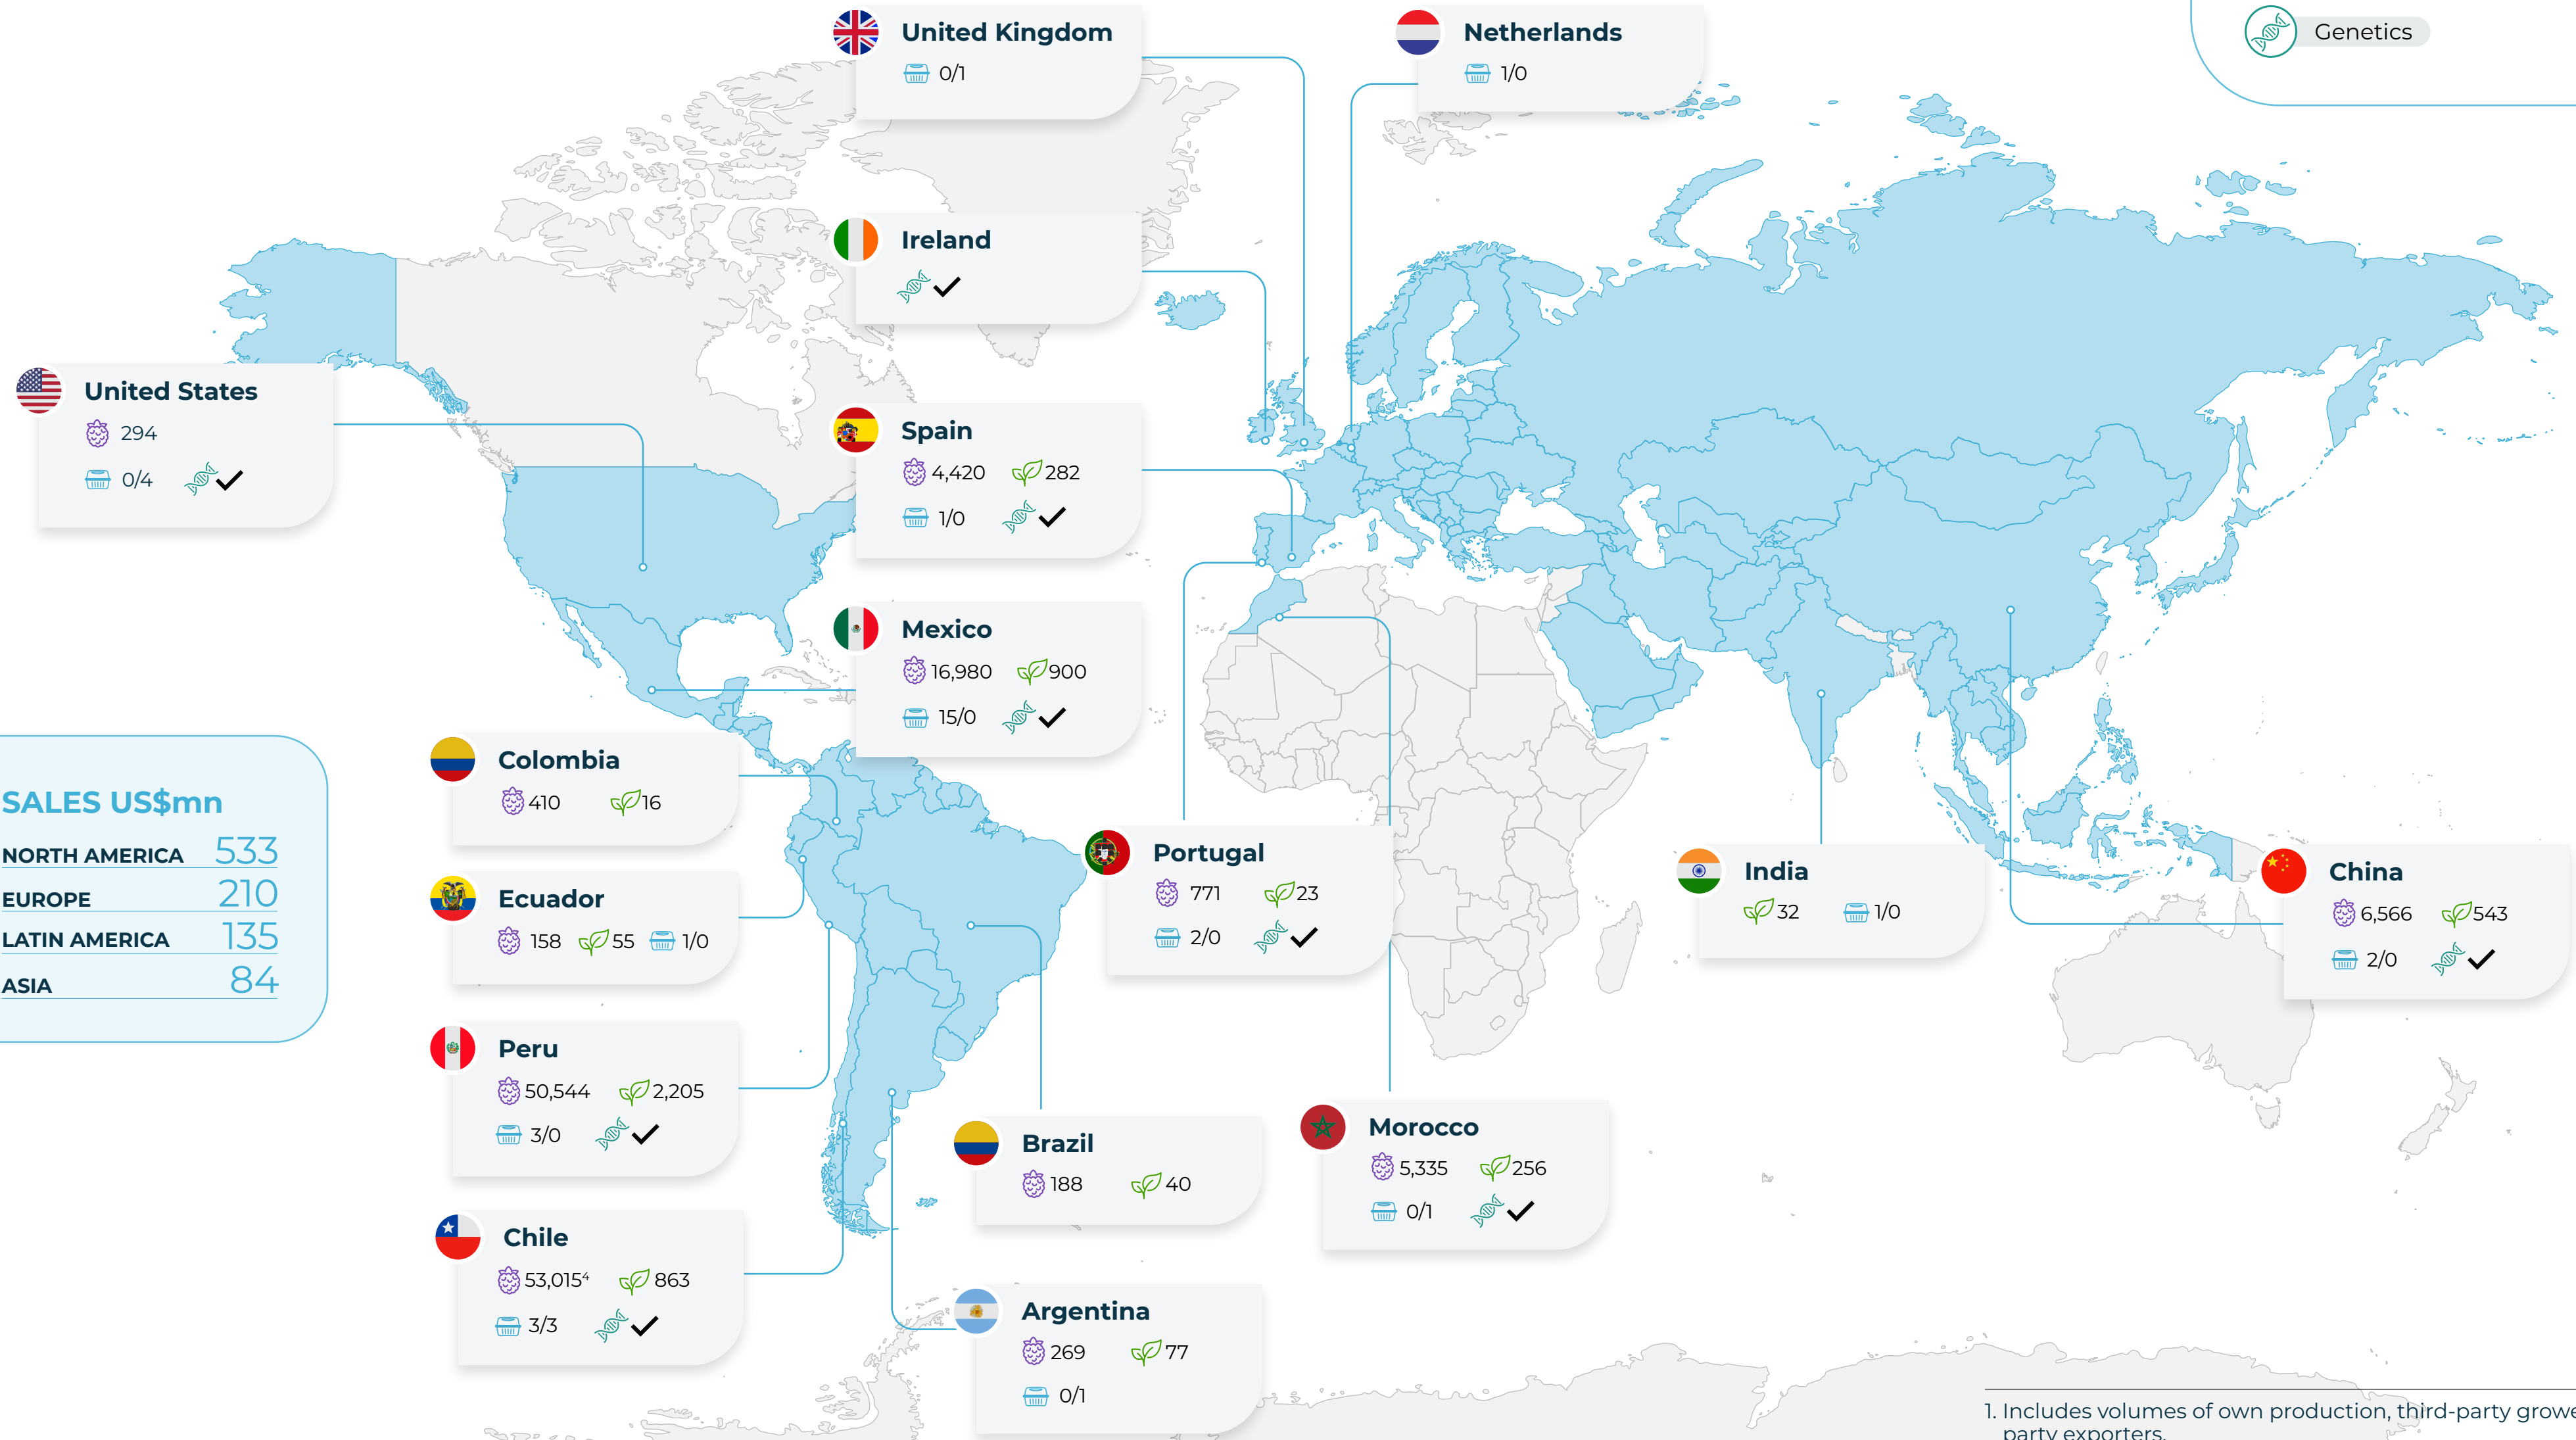 United Kingdom
0/1
Netherlands
1/0
Genetics
Ireland
United States
294
0/4
Spain
4,420 282
1/0
Mexico
16,980 900
15/0
Colombia
410 16
SALES US$mn
NORTH AMERICA 533
EUROPE 210
LATIN AMERICA 135
ASIA 84
Ecuador
158 55 1/0
Portugal
771 23
2/0
India
32 1/0
China
6,566 543
2/0
Peru
50,544 2,205
3/0
Brazil
188 40
Morocco
5,335 256
0/1
Chile
53,015⁴ 863
3/3
Argentina
269 77
0/1
1. Includes volumes of own production, third-party growe
party exporters.